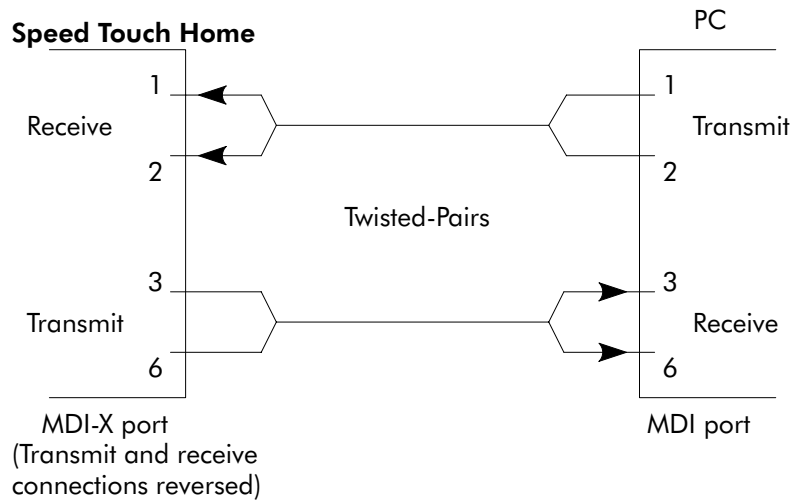 Speed Touch Home
PC
1
1
Receive
Transmit
2
2
Twisted-Pairs
3
3
Transmit
Receive
6
6
MDI-X port
MDI port
(Transmit and receive
connections reversed)